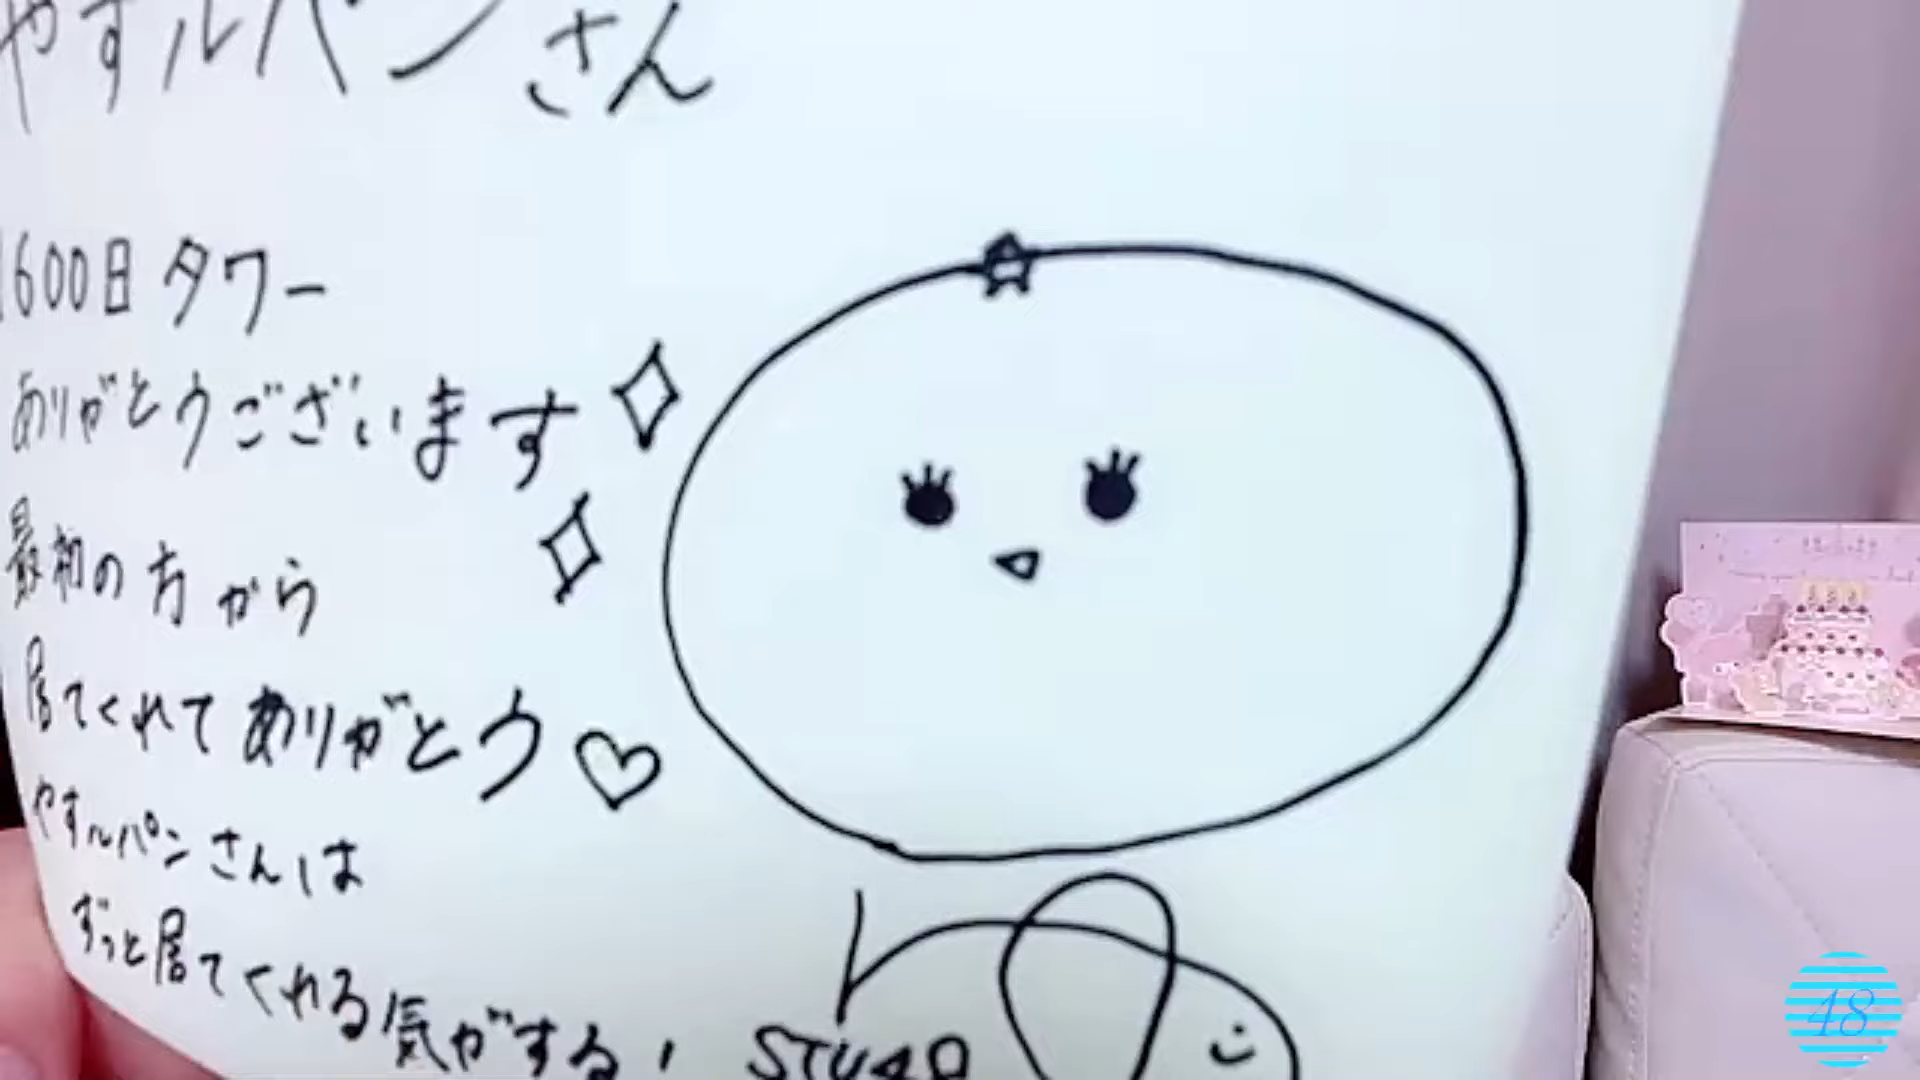 やすルパンさん
1600日タワー
ありがとうございます
最初の方から
居てくれてありがとう♡
やすルパンさんは
ずっと居てくれる気がする!
STU48
48